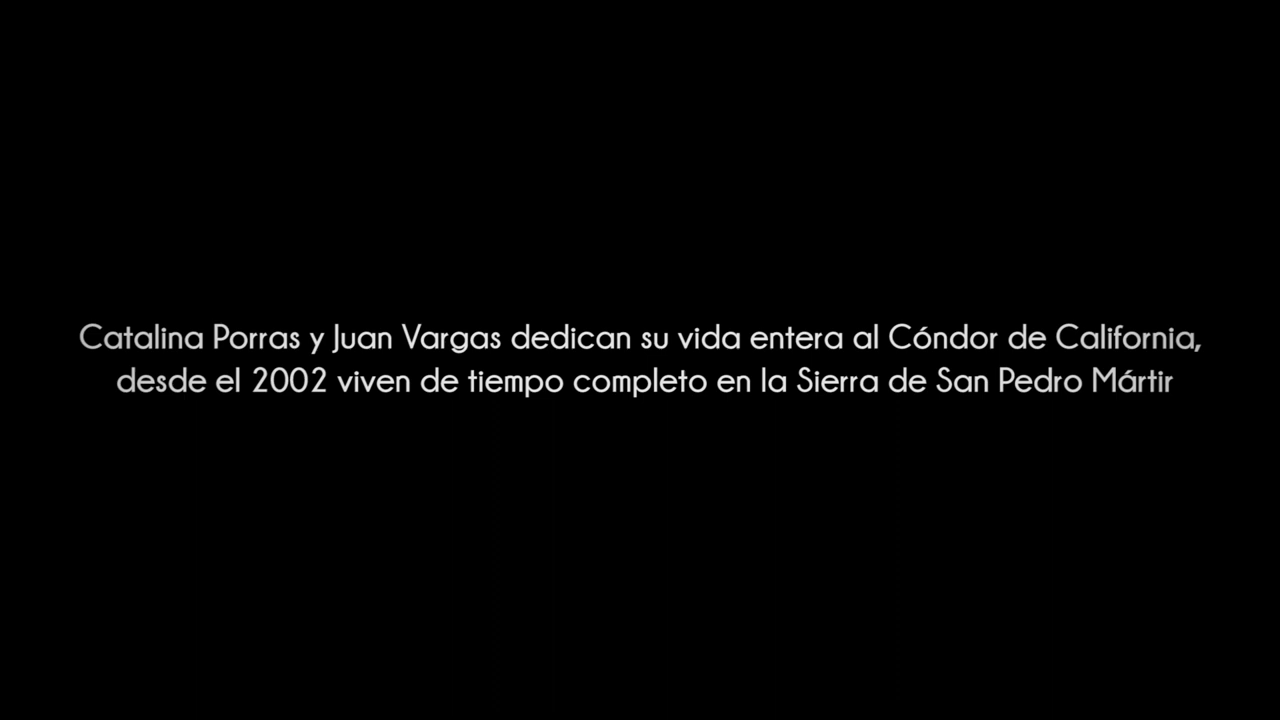 Catalina Porras y Juan Vargas dedican su vida entera al Cóndor de California,
desde el 2002 viven de tiempo completo en la Sierra de San Pedro Mártir